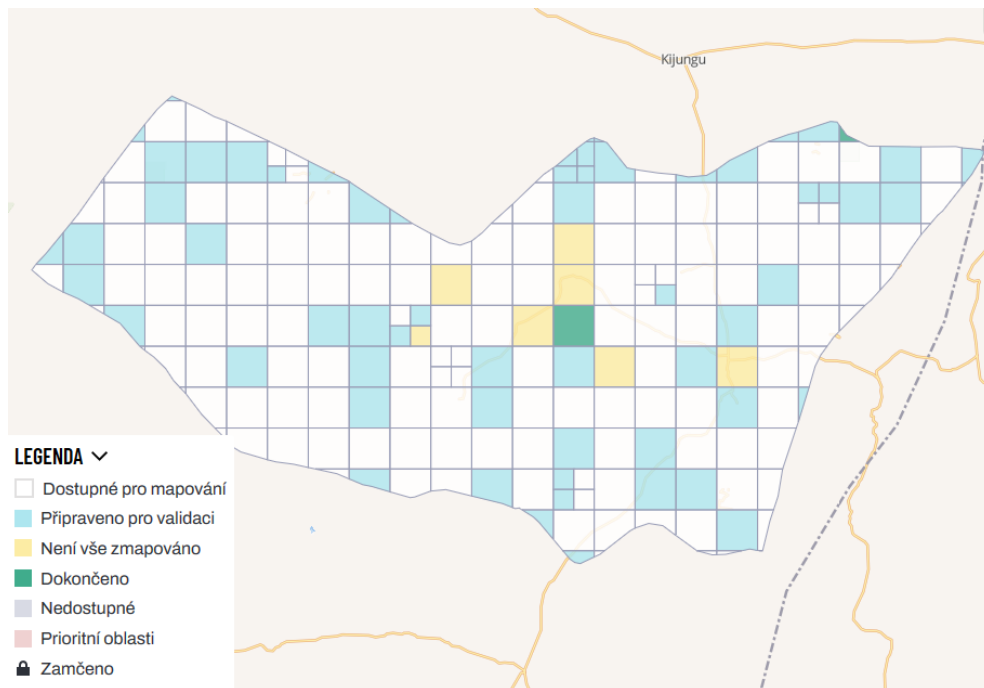 Kijungu
LEGENDA
Dostupné pro mapování
Připraveno pro validaci
Není vše zmapováno
Dokončeno
Nedostupné
Prioritní oblasti
Zamčeno